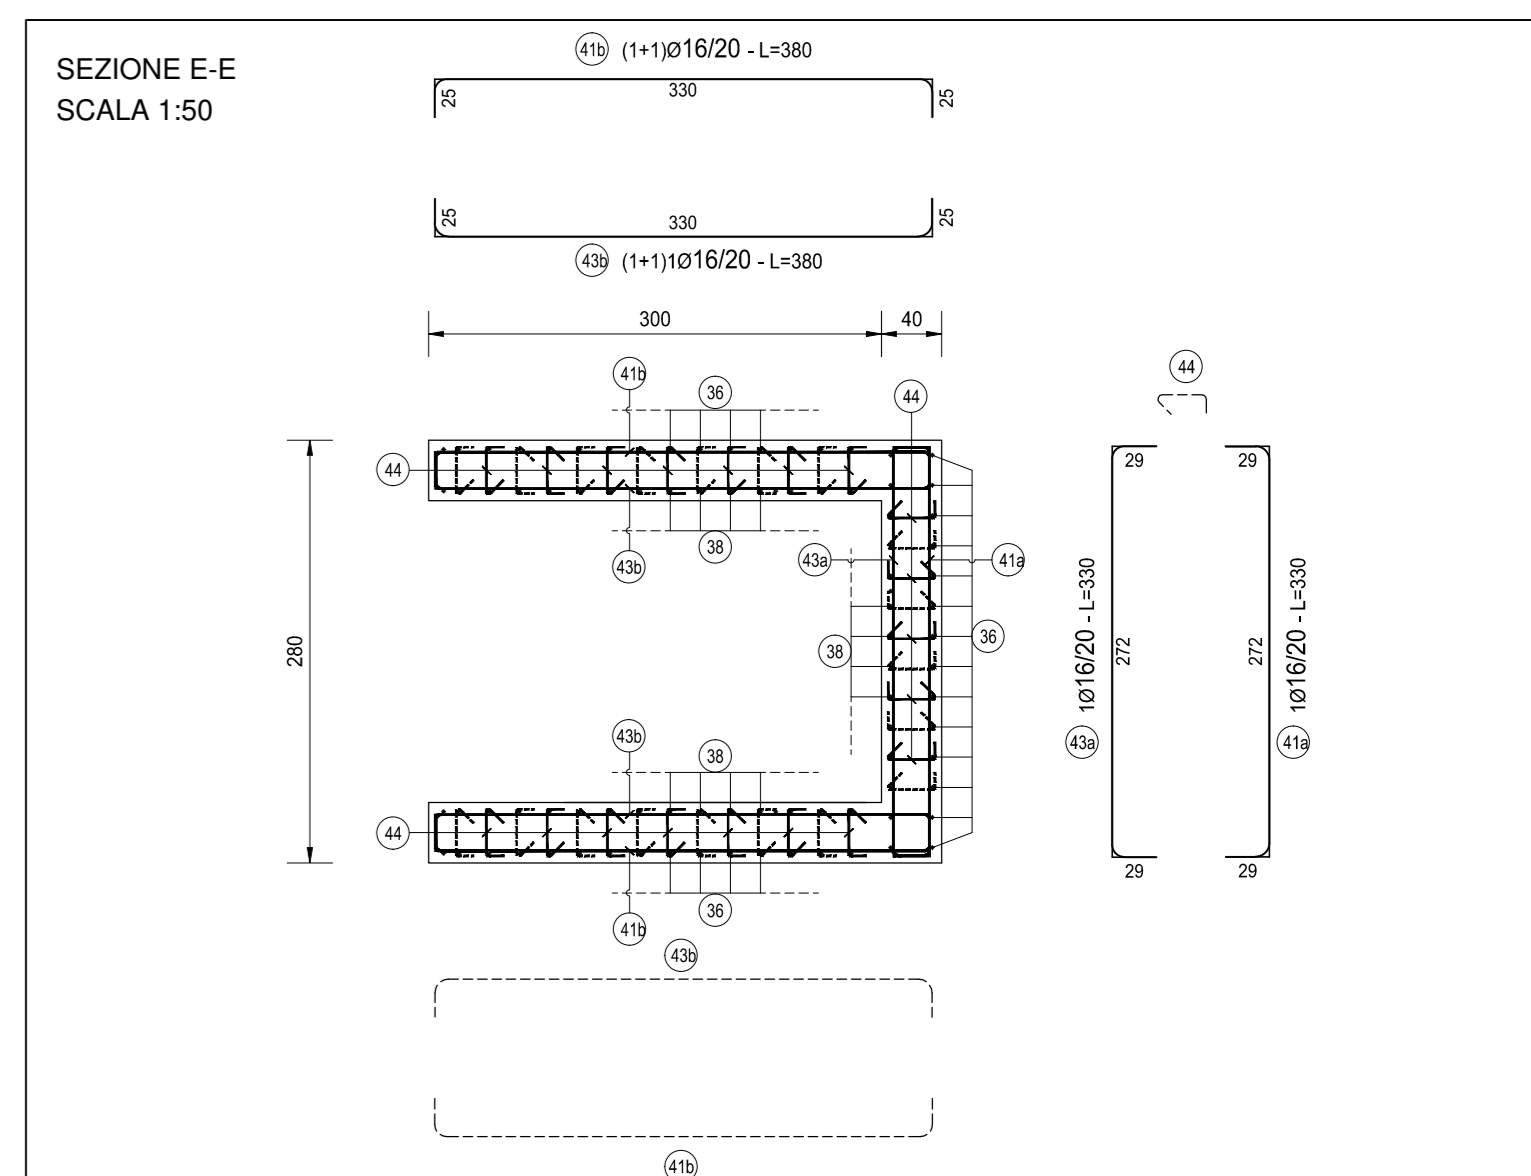 SEZIONE E-E
SCALA 1:50
41b (1+1)Ø16/20 - L=380
25 330 25
25 330 25
43b (1+1)1Ø16/20 - L=380
300 40
41b 36 44 44
44 29 29
38
43b 43a 41a
280 38 36 272 272
43a 1Ø16/20 - L=330
41a 1Ø16/20 - L=330
43b 38
44
29 29
36
41b
43b
41b